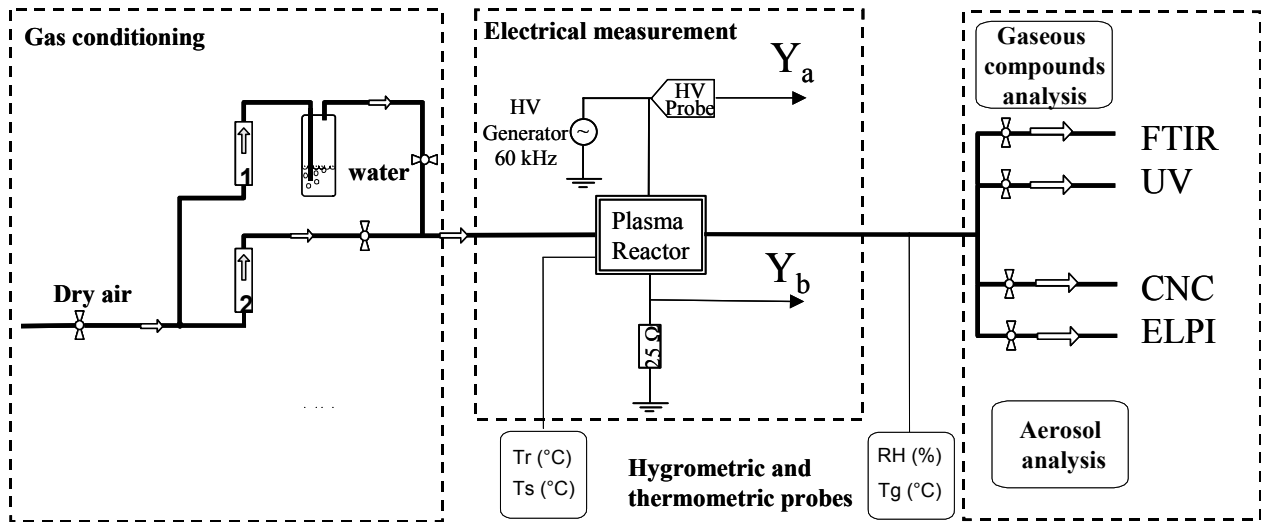 Gas conditioning
1
water
Dry air
2
Electrical measurement
Y a
HV
Probe
HV
Generator
60 kHz
~
Plasma
Reactor
Y b
25 Ω
Tr (°C)
Ts (°C)
Hygrometric and
thermometric probes
RH (%)
Tg (°C)
Gaseous
compounds
analysis
FTIR
UV
CNC
ELPI
Aerosol
analysis